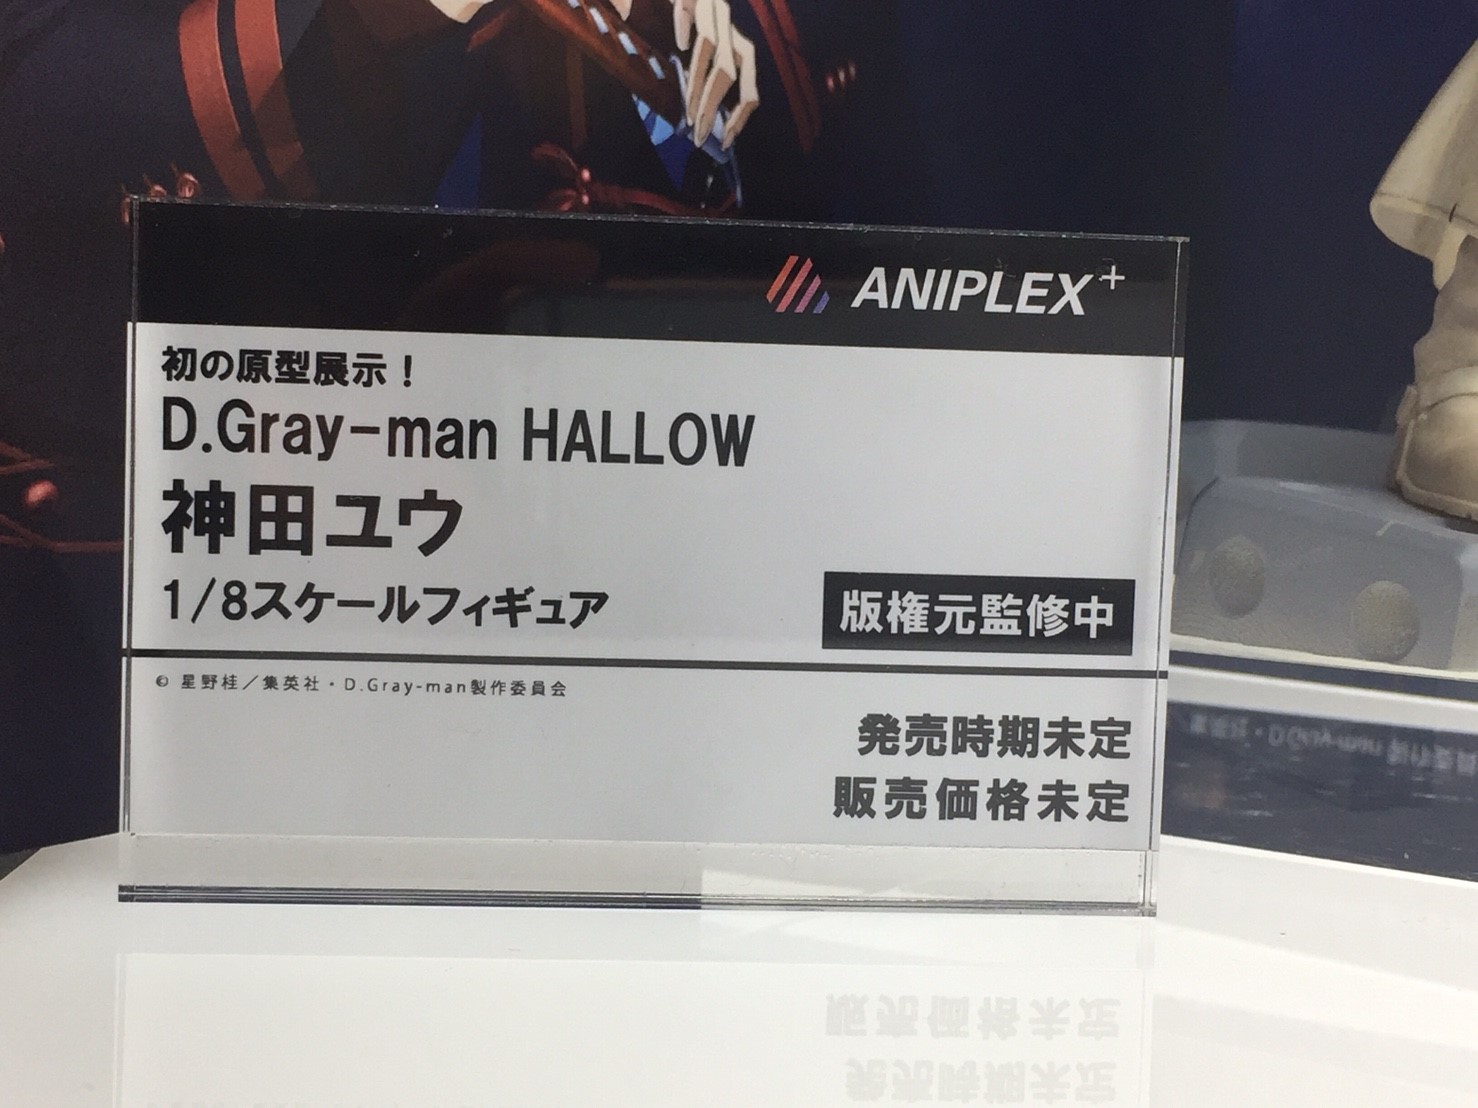 ANIPLEX+
初の原型展示！
D.Gray-man HALLOW
神田ユウ
1/8スケールフィギュア
版権元監修中
© 星野桂／集英社・D.Gray-man製作委員会
発売時期未定
販売価格未定